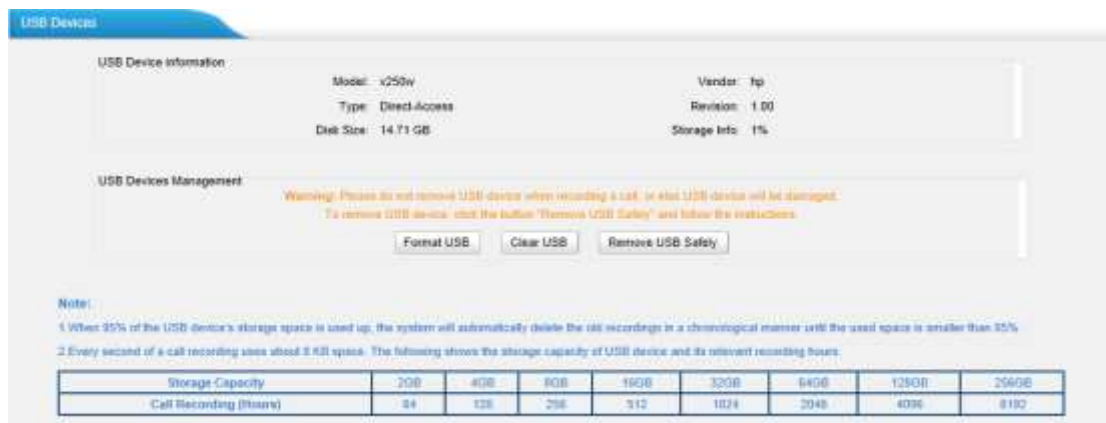 USB Devices
USB Device Information
Model: v250w Vendor: hp
Type: Direct-Access Revision: 1.00
Disk Size: 14.71 GB Storage Info: 1%
USB Devices Management
Warning: Please do not remove USB device when recording a call, or else USB device will be damaged.
To remove USB device, click the button "Remove USB Safely" and follow the instructions.
Format USB Clear USB Remove USB Safely
Note:
1.When 95% of the USB device's storage space is used up, the system will automatically delete the old recordings in a chronological manner until the used space is smaller than 85%.
2.Every second of a call recording uses about 8 KB space. The following shows the storage capacity of USB device and its relevant recording hours.
Storage Capacity 2GB 4GB 8GB 16GB 32GB 64GB 128GB 256GB
Call Recording (Hours) 64 128 256 512 1024 2048 4096 8192